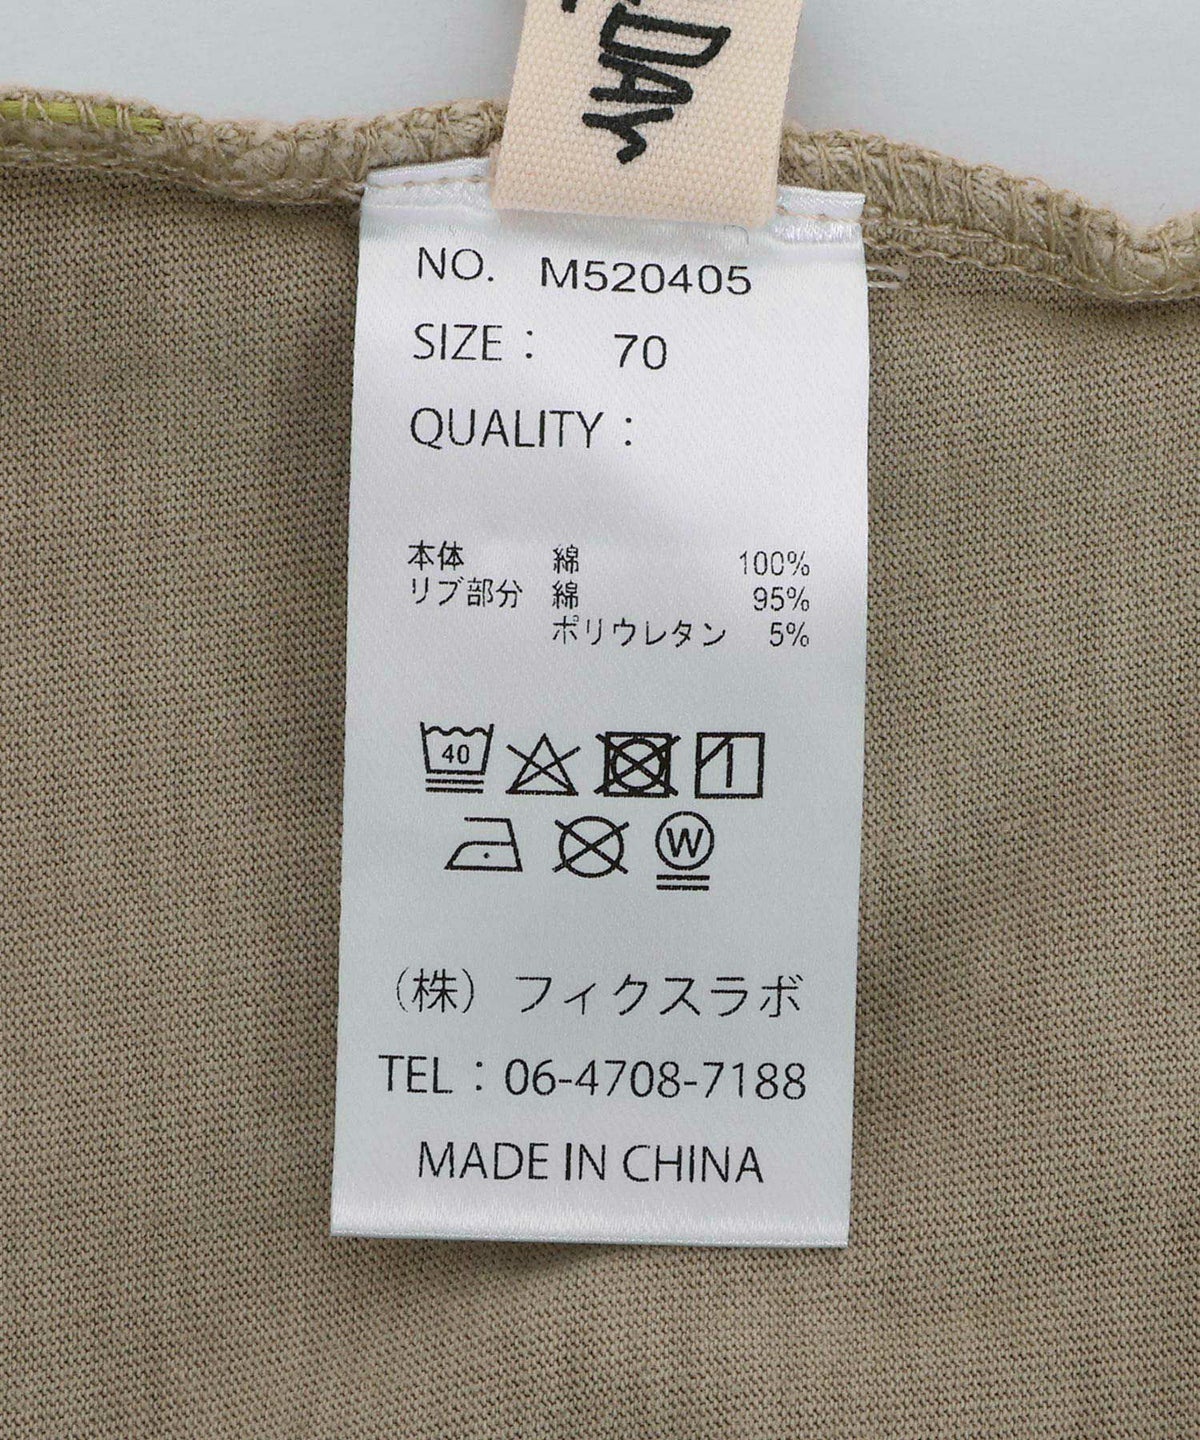 DAY
NO. M520405
SIZE： 70
QUALITY：
本体 綿 100%
リブ部分 綿 95%
ポリウレタン 5%
40
W
（株）フィクスラボ
TEL：06-4708-7188
MADE IN CHINA